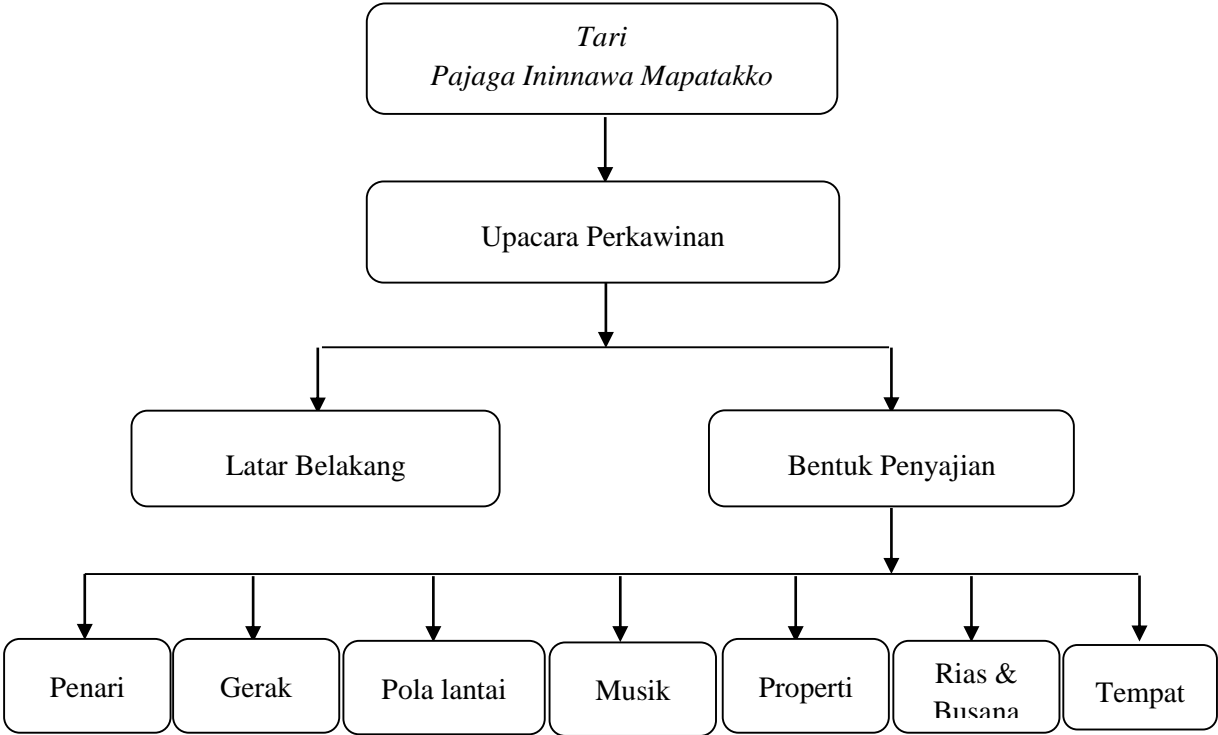 Tari
Pajaga Ininnawa Mapatakko
Upacara Perkawinan
Latar Belakang
Bentuk Penyajian
Penari
Gerak
Pola lantai
Musik
Properti
Rias &
Busana
Tempat